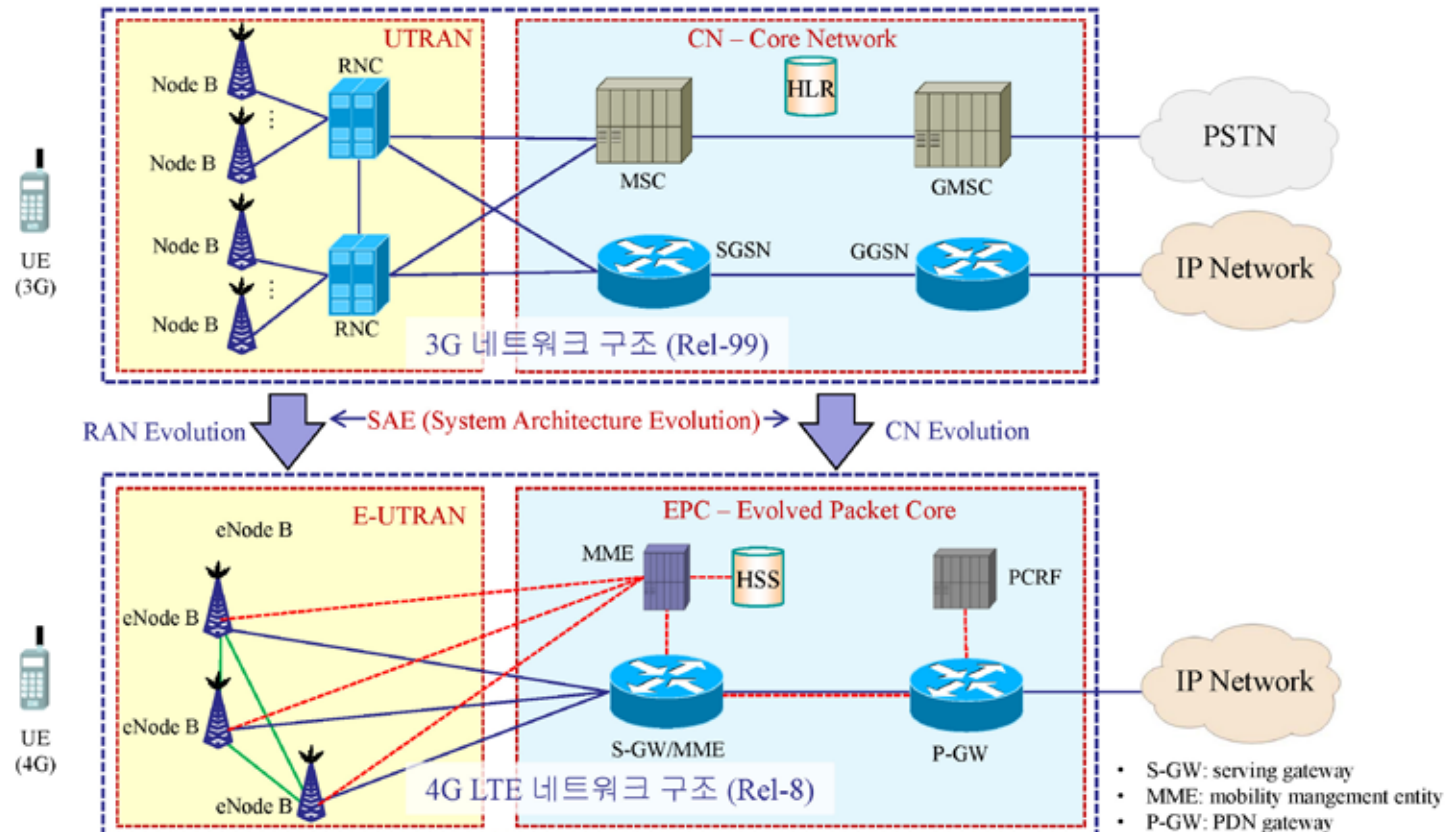 UTRAN
CN – Core Network
RNC
HLR
Node B
⋮
Node B
MSC
GMSC
PSTN
UE
(3G)
Node B
⋮
Node B
SGSN
GGSN
IP Network
RNC
3G 네트워크 구조 (Rel-99)
RAN Evolution
SAE (System Architecture Evolution)
CN Evolution
E-UTRAN
EPC – Evolved Packet Core
eNode B
MME
HSS
PCRF
eNode B
eNode B
UE
(4G)
S-GW/MME
P-GW
IP Network
eNode B
4G LTE 네트워크 구조 (Rel-8)
• S-GW: serving gateway
• MME: mobility mangement entity
• P-GW: PDN gateway